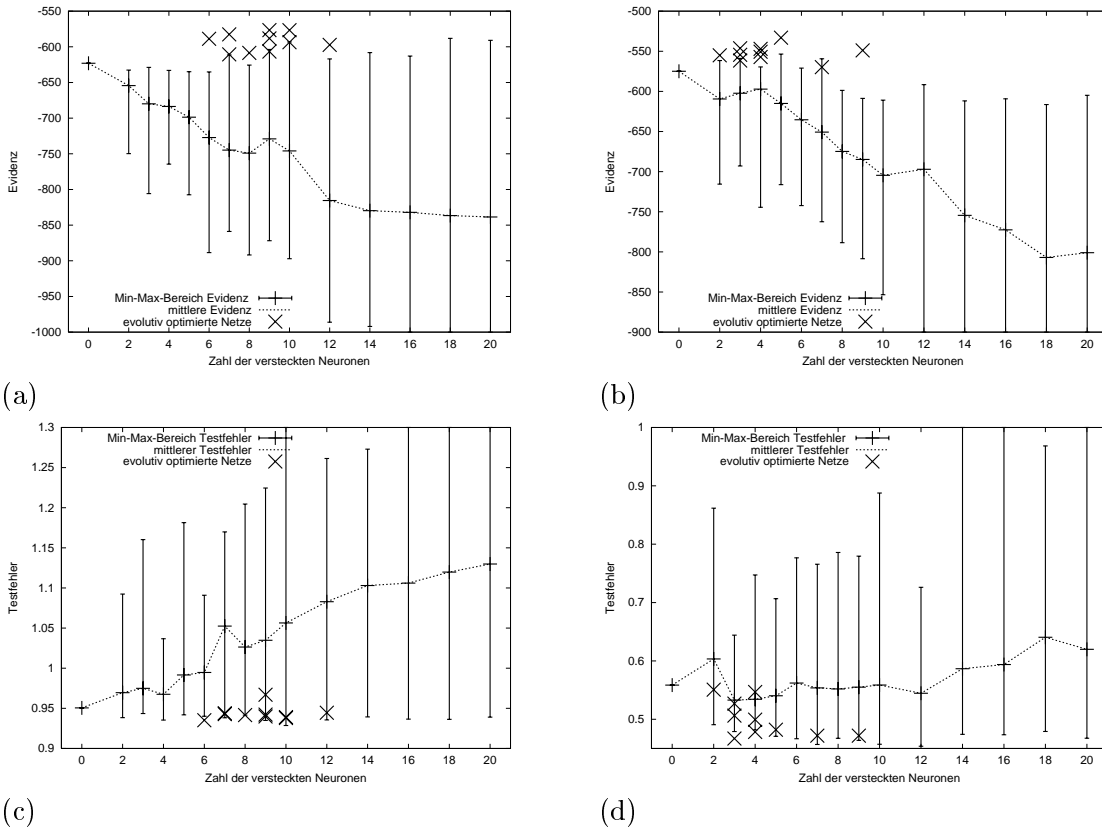 -500
-550
-600
-650
-700
-750
-800
-850
-900
-950
-1000
Evidenz
Min-Max-Bereich Evidenz
mittlere Evidenz
evolutiv optimierte Netze
0 2 4 6 8 10 12 14 16 18 20
Zahl der versteckten Neuronen
(a)
-500
-550
-600
-650
-700
-750
-800
-850
-900
Evidenz
Min-Max-Bereich Evidenz
mittlere Evidenz
evolutiv optimierte Netze
0 2 4 6 8 10 12 14 16 18 20
Zahl der versteckten Neuronen
(b)
1.3
1.25
1.2
1.15
1.1
1.05
1
0.95
0.9
Testfehler
Min-Max-Bereich Testfehler
mittlerer Testfehler
evolutiv optimierte Netze
0 2 4 6 8 10 12 14 16 18 20
Zahl der versteckten Neuronen
(c)
1
0.9
0.8
0.7
0.6
0.5
Testfehler
Min-Max-Bereich Testfehler
mittlerer Testfehler
evolutiv optimierte Netze
0 2 4 6 8 10 12 14 16 18 20
Zahl der versteckten Neuronen
(d)